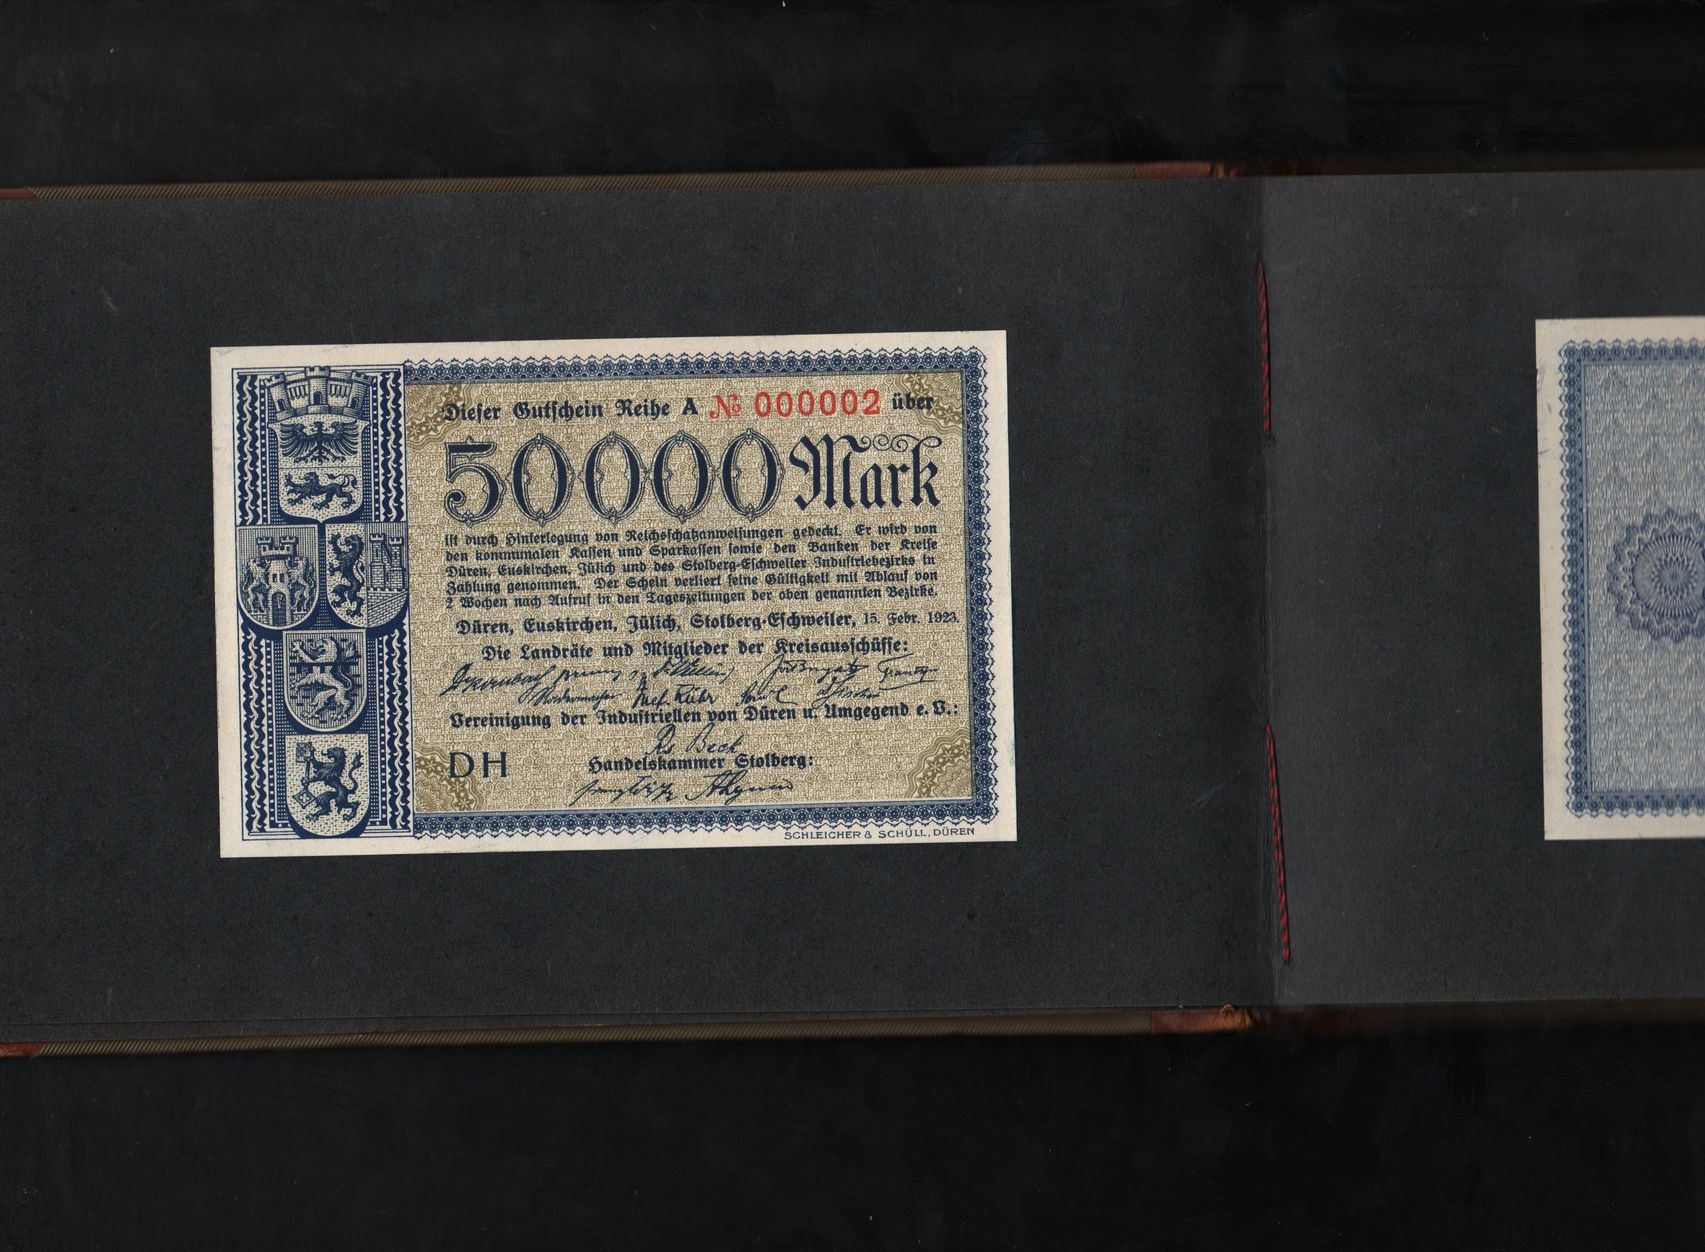 Dieser Gutschein Reihe A № 000002 über
50000 Mark
ist durch Hinterlegung von Reichsschatzanweisungen gedeckt. Er wird von
den kommunalen Kassen und Sparkassen sowie den Banken der Kreise
Düren, Euskirchen, Jülich und des Stolberg-Eschweiler Industriebezirks in
Zahlung genommen. Der Schein verliert seine Gültigkeit mit Ablauf von
2 Wochen nach Aufruf in den Tageszeitungen der oben genannten Bezirke.
Düren, Euskirchen, Jülich, Stolberg-Eschweiler, 15. Febr. 1923.
Die Landräte und Mitglieder der Kreisausschüsse:
Vereinigung der Industriellen von Düren u. Umgegend e. V.:
Beck
DH Handelskammer Stolberg:
SCHLEICHER & SCHÜLL, DÜREN